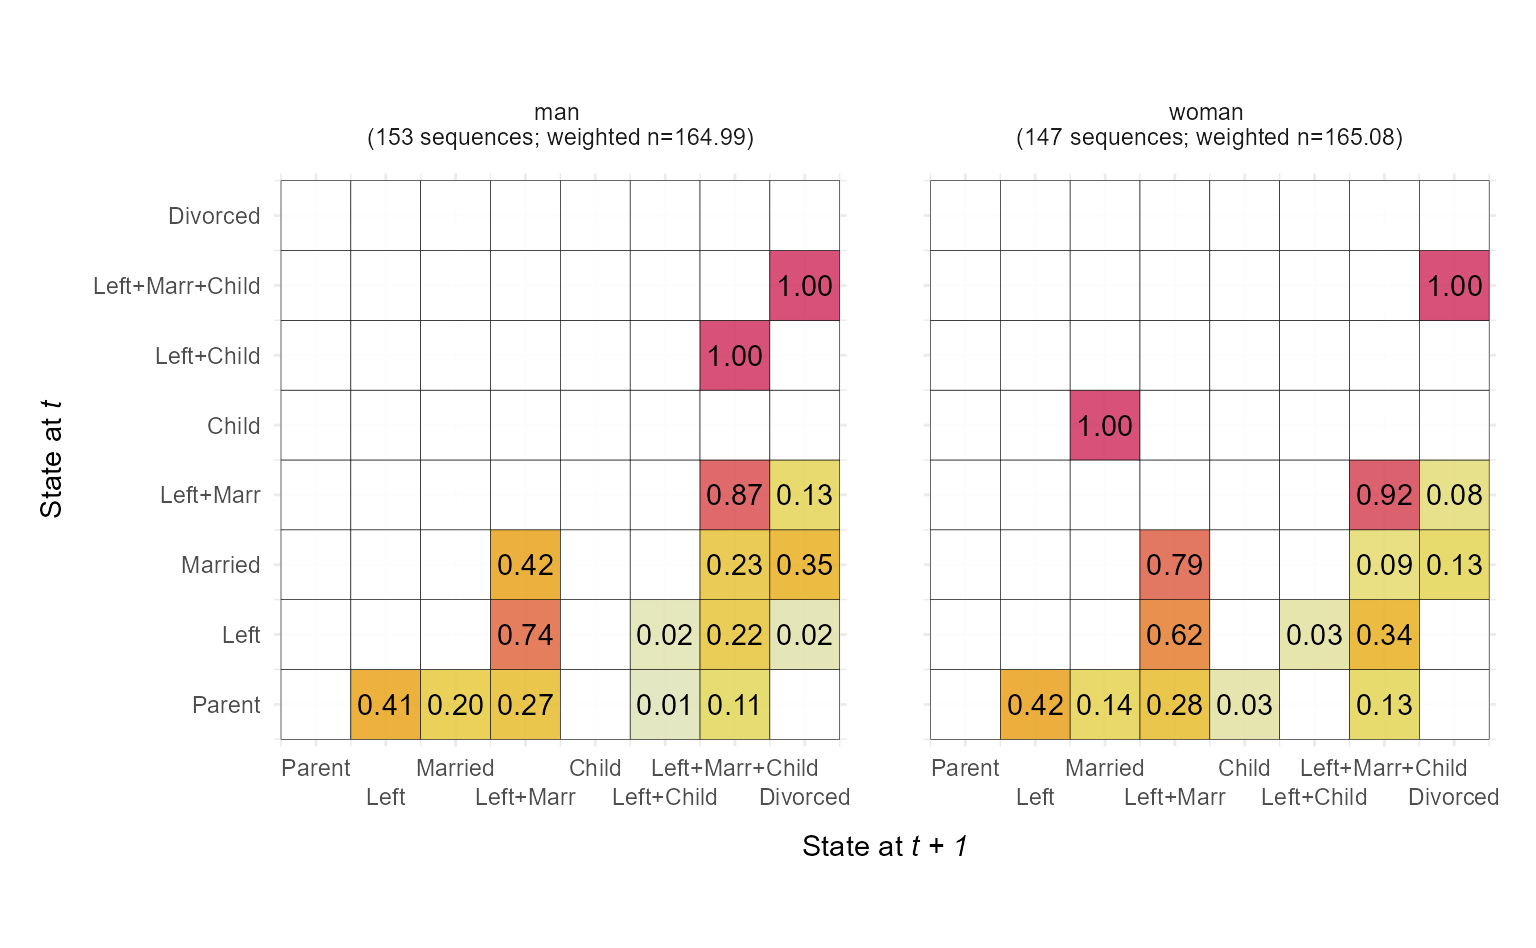 man
(153 sequences; weighted n=164.99)
woman
(147 sequences; weighted n=165.08)
State at t
Divorced
Left+Marr+Child 1.00 1.00
Left+Child 1.00
Child 1.00
Left+Marr 0.87 0.13 0.92 0.08
Married 0.42 0.23 0.35 0.79 0.09 0.13
Left 0.74 0.02 0.22 0.02 0.62 0.03 0.34
Parent 0.41 0.20 0.27 0.01 0.11 0.42 0.14 0.28 0.03 0.13
Parent Married Child Left+Marr+Child Parent Married Child Left+Marr+Child
Left Left+Marr Left+Child Divorced Left Left+Marr Left+Child Divorced
State at t + 1